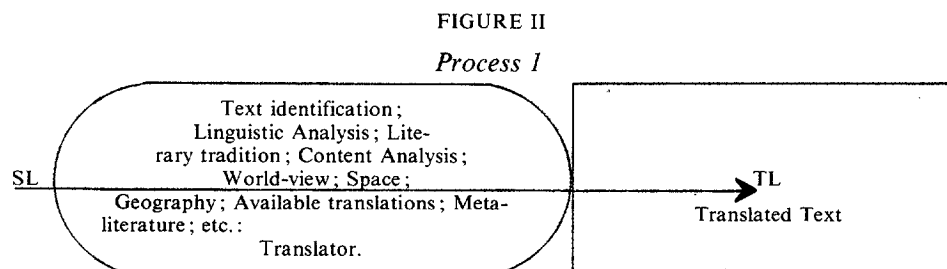 FIGURE II
Process 1
Text identification;
Linguistic Analysis; Lite-
rary tradition; Content Analysis;
SL World-view; Space; TL
Geography; Available translations; Meta-
literature; etc.:
Translated Text
Translator.